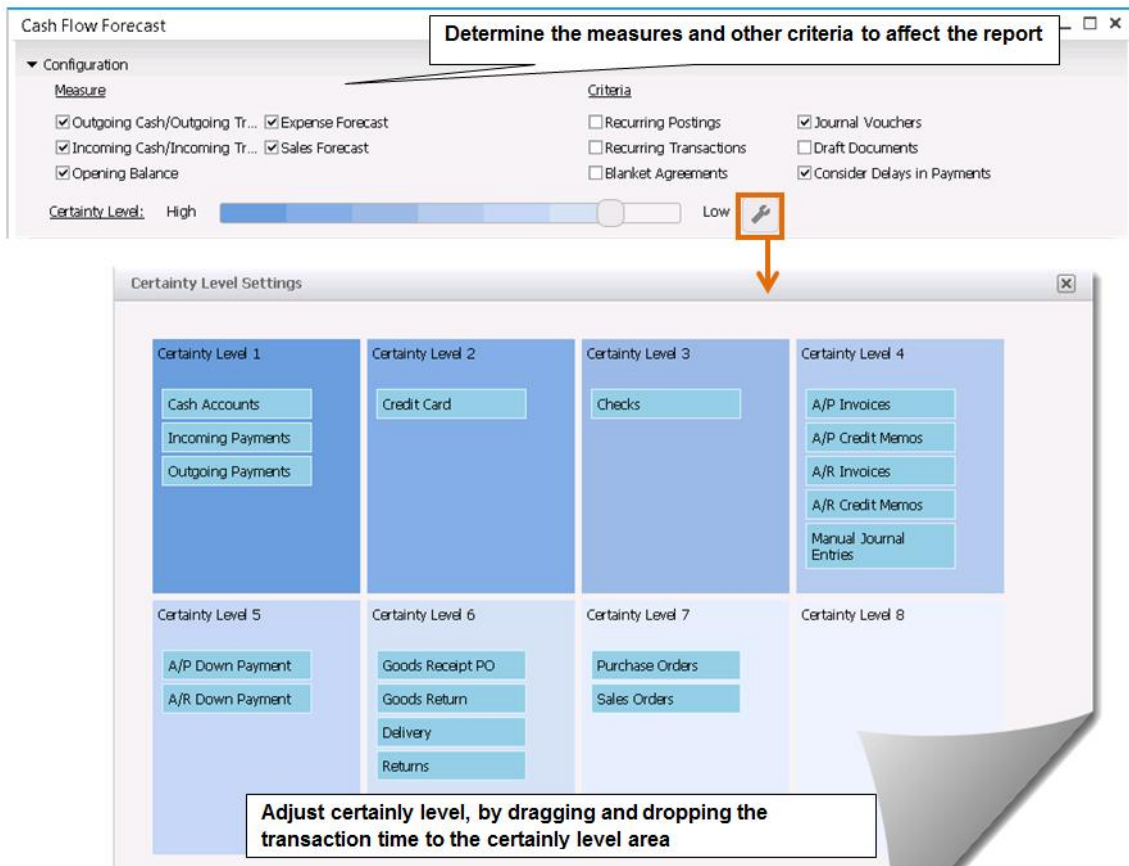 Cash Flow Forecast
Determine the measures and other criteria to affect the report
Configuration
Measure
Criteria
Outgoing Cash/Outgoing Tr... Expense Forecast
Recurring Postings
Journal Vouchers
Incoming Cash/Incoming Tr... Sales Forecast
Recurring Transactions
Draft Documents
Opening Balance
Blanket Agreements
Consider Delays in Payments
Certainty Level: High
Low
Certainty Level Settings
Certainty Level 1
Cash Accounts
Incoming Payments
Outgoing Payments
Certainty Level 2
Credit Card
Certainty Level 3
Checks
Certainty Level 4
A/P Invoices
A/P Credit Memos
A/R Invoices
A/R Credit Memos
Manual Journal
Entries
Certainty Level 5
A/P Down Payment
A/R Down Payment
Certainty Level 6
Goods Receipt PO
Goods Return
Delivery
Returns
Certainty Level 7
Purchase Orders
Sales Orders
Certainty Level 8
Adjust certainly level, by dragging and dropping the
transaction time to the certainly level area